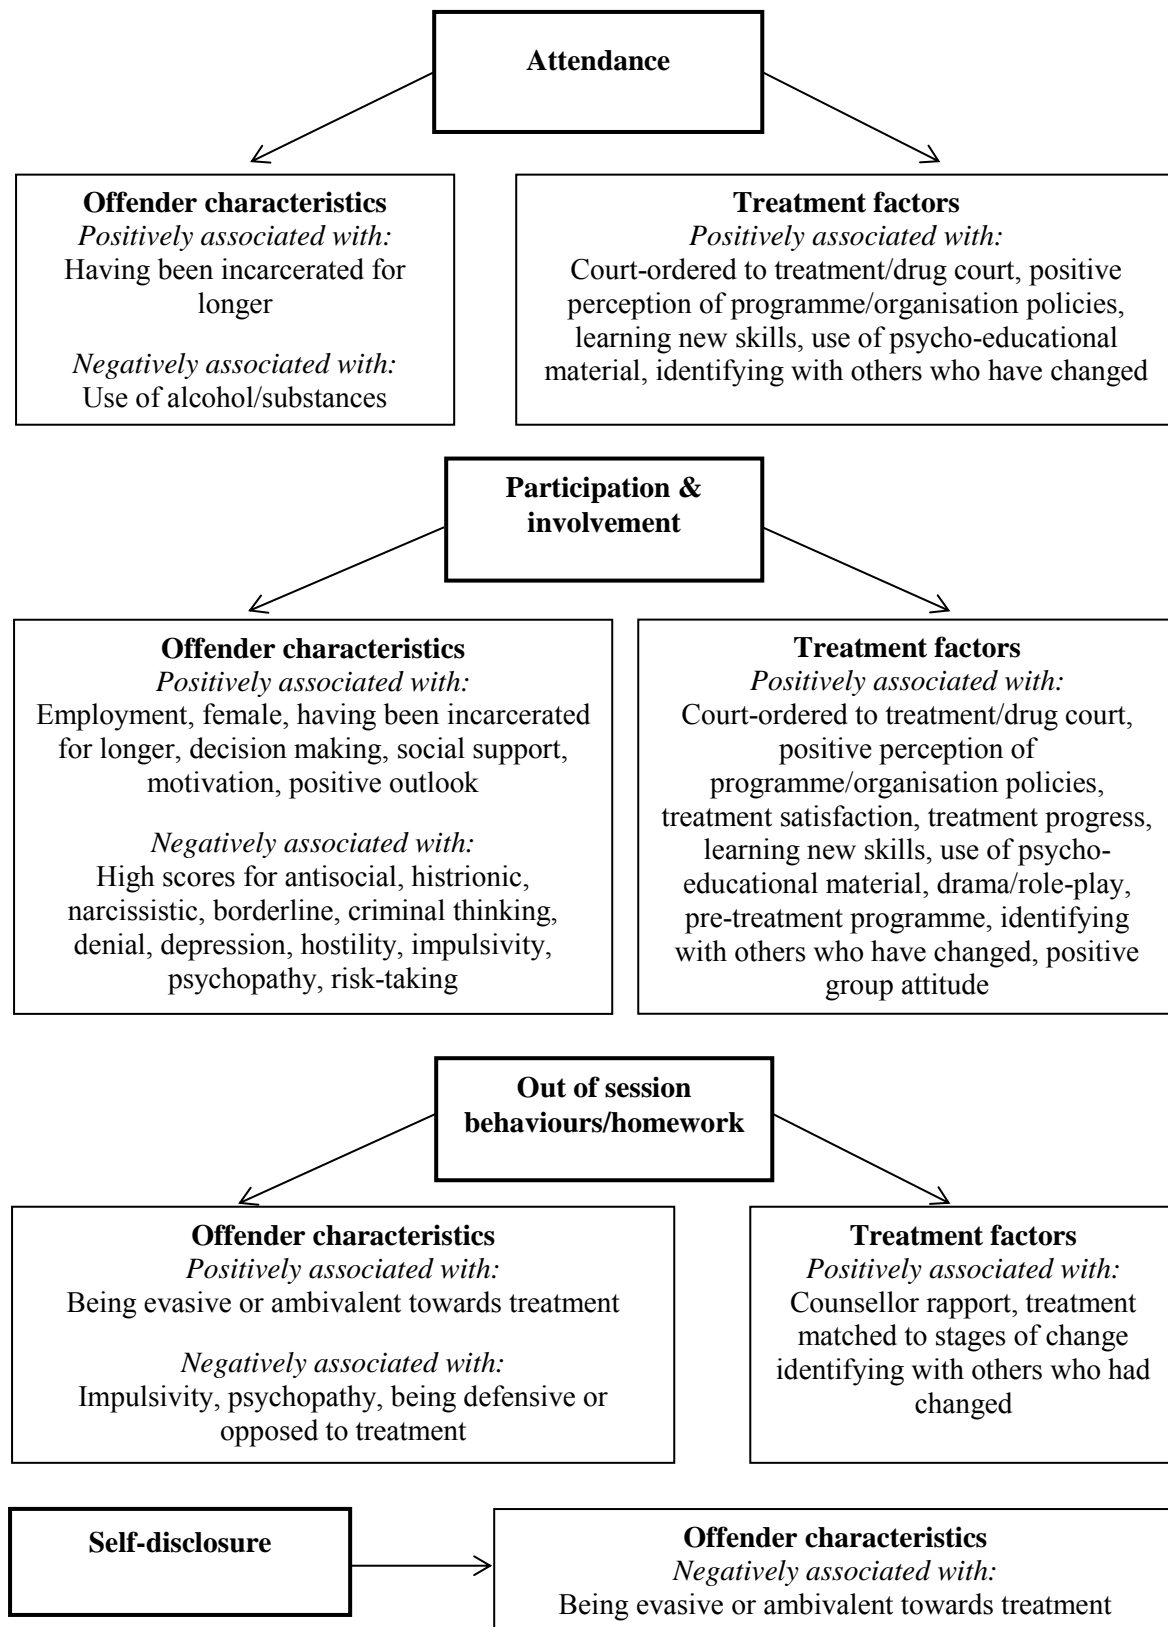 Attendance
Offender characteristics
Positively associated with:
Having been incarcerated for
longer
Negatively associated with:
Use of alcohol/substances
Treatment factors
Positively associated with:
Court-ordered to treatment/drug court, positive
perception of programme/organisation policies,
learning new skills, use of psycho-educational
material, identifying with others who have changed
Participation &
involvement
Offender characteristics
Positively associated with:
Employment, female, having been incarcerated
for longer, decision making, social support,
motivation, positive outlook
Negatively associated with:
High scores for antisocial, histrionic,
narcissistic, borderline, criminal thinking,
denial, depression, hostility, impulsivity,
psychopathy, risk-taking
Treatment factors
Positively associated with:
Court-ordered to treatment/drug court,
positive perception of
programme/organisation policies,
treatment satisfaction, treatment progress,
learning new skills, use of psycho-
educational material, drama/role-play,
pre-treatment programme, identifying
with others who have changed, positive
group attitude
Out of session
behaviours/homework
Offender characteristics
Positively associated with:
Being evasive or ambivalent towards treatment
Negatively associated with:
Impulsivity, psychopathy, being defensive or
opposed to treatment
Treatment factors
Positively associated with:
Counsellor rapport, treatment
matched to stages of change
identifying with others who had
changed
Self-disclosure
Offender characteristics
Negatively associated with:
Being evasive or ambivalent towards treatment